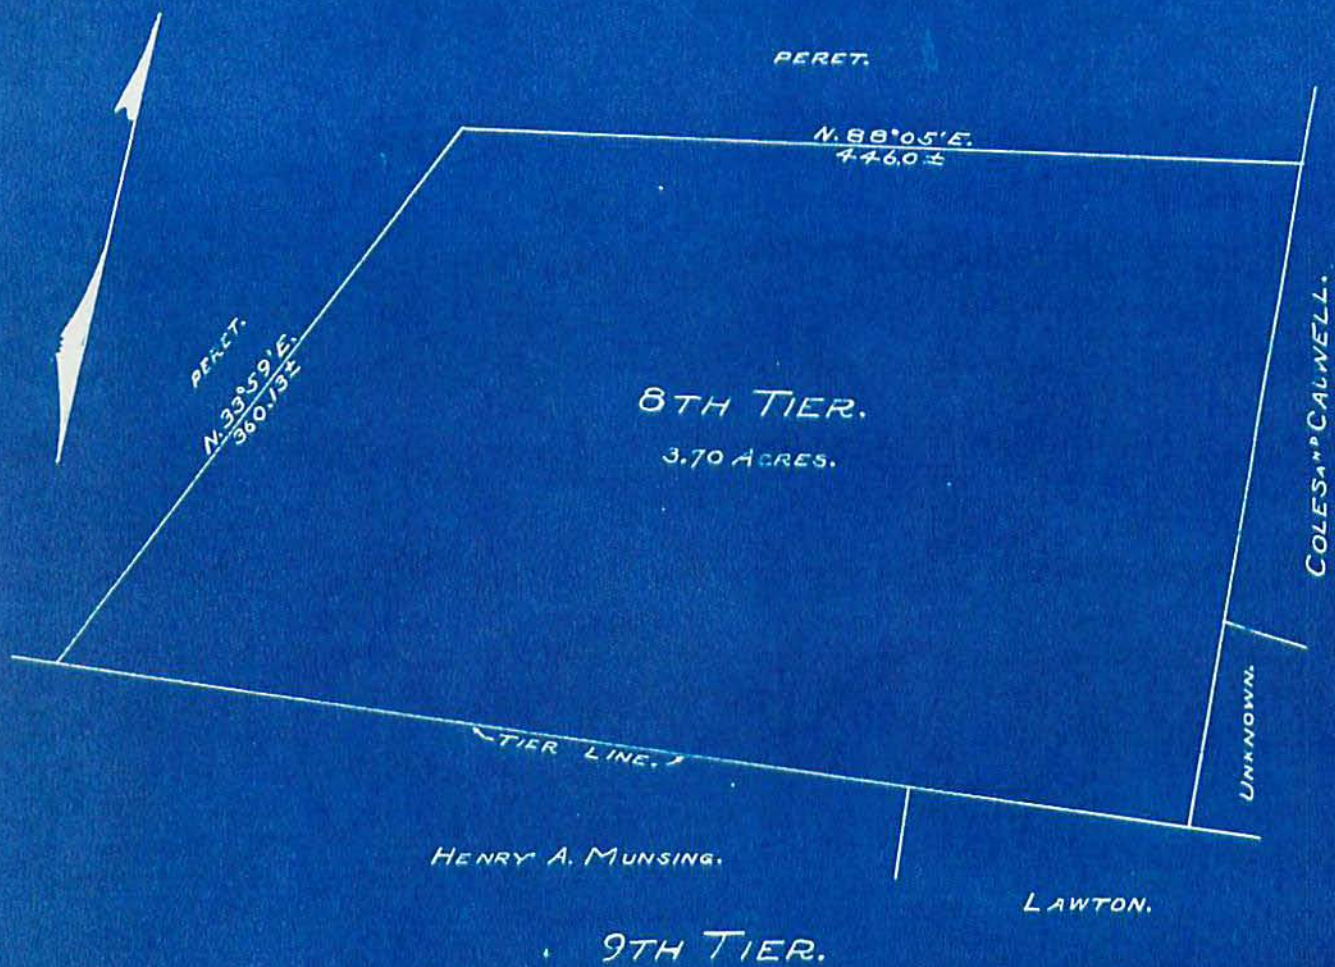 PERET.
N. 88°05'E.
446.0 ±
PERET.
N. 33°59'E.
360.13±
8TH TIER.
3.70 ACRES.
COLES AND CALWELL.
UNKNOWN.
TIER LINE.
HENRY A. MUNSING.
LAWTON.
9TH TIER.